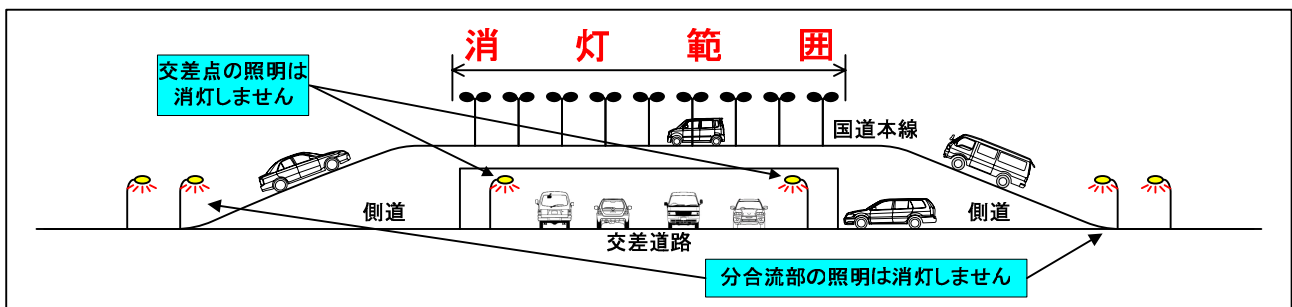 消灯範囲
交差点の照明は
消灯しません
国道本線
側道
側道
交差道路
分合流部の照明は消灯しません